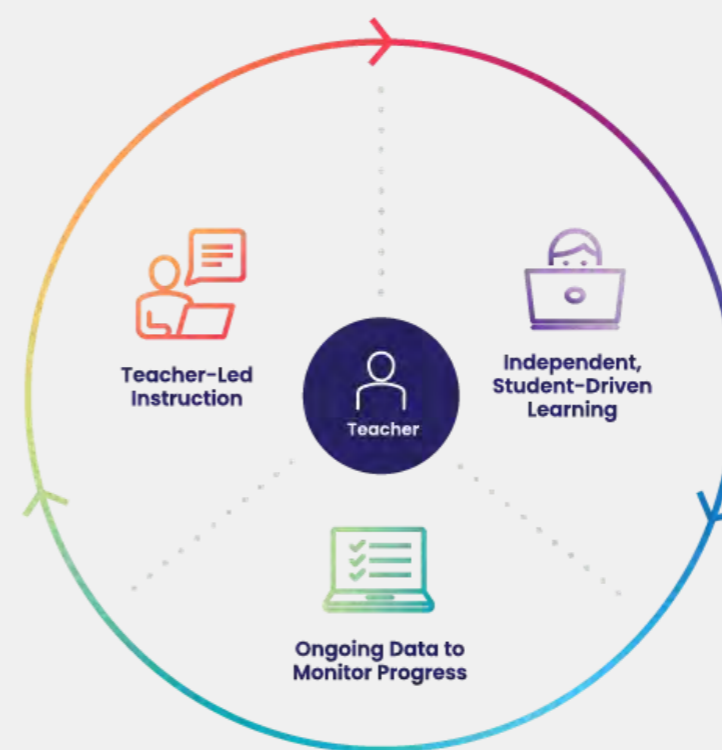 Teacher-Led
Instruction
Independent,
Student-Driven
Learning
Teacher
Ongoing Data to
Monitor Progress